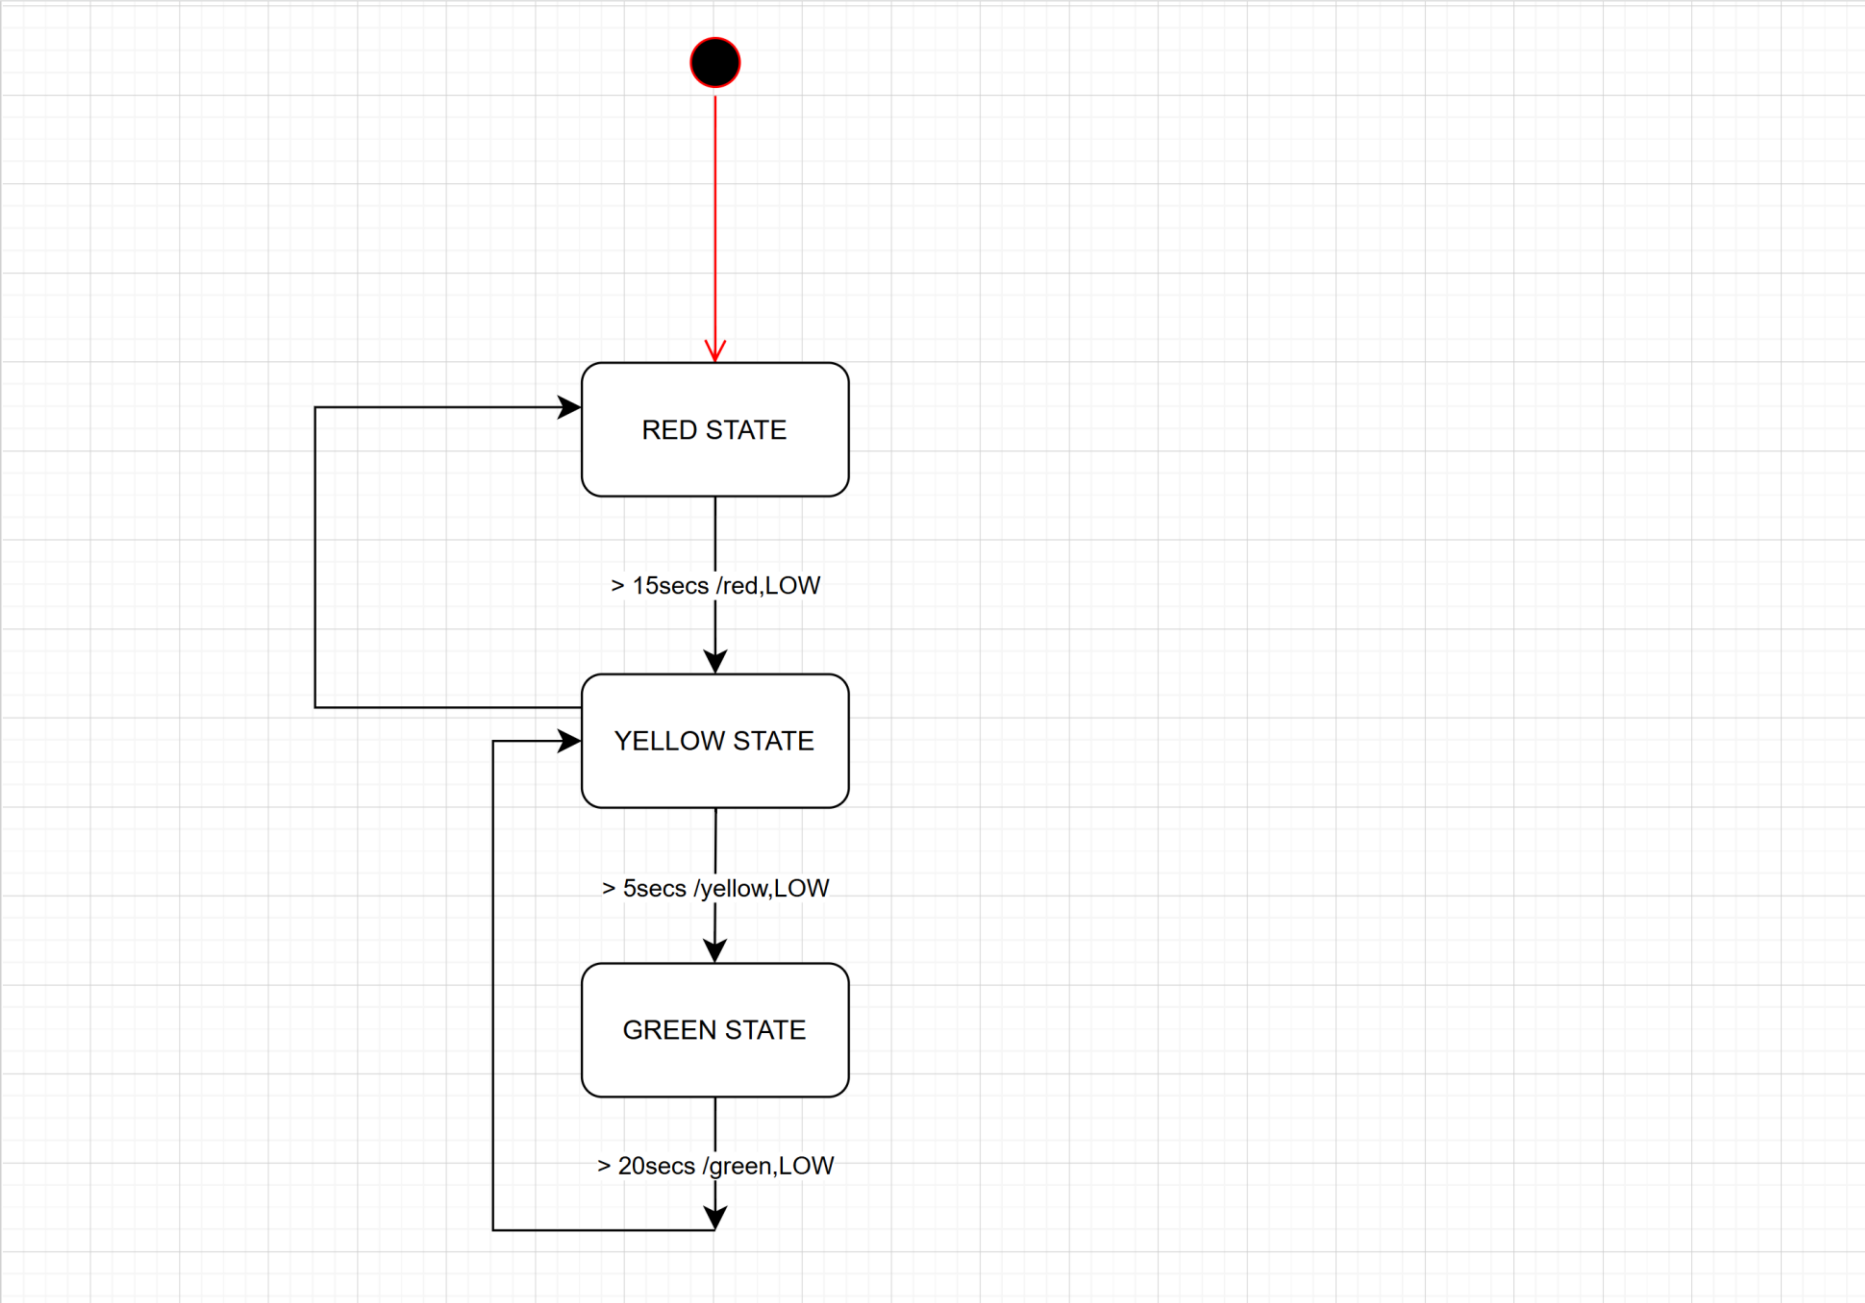 RED STATE
> 15secs /red,LOW
YELLOW STATE
> 5secs /yellow,LOW
GREEN STATE
> 20secs /green,LOW